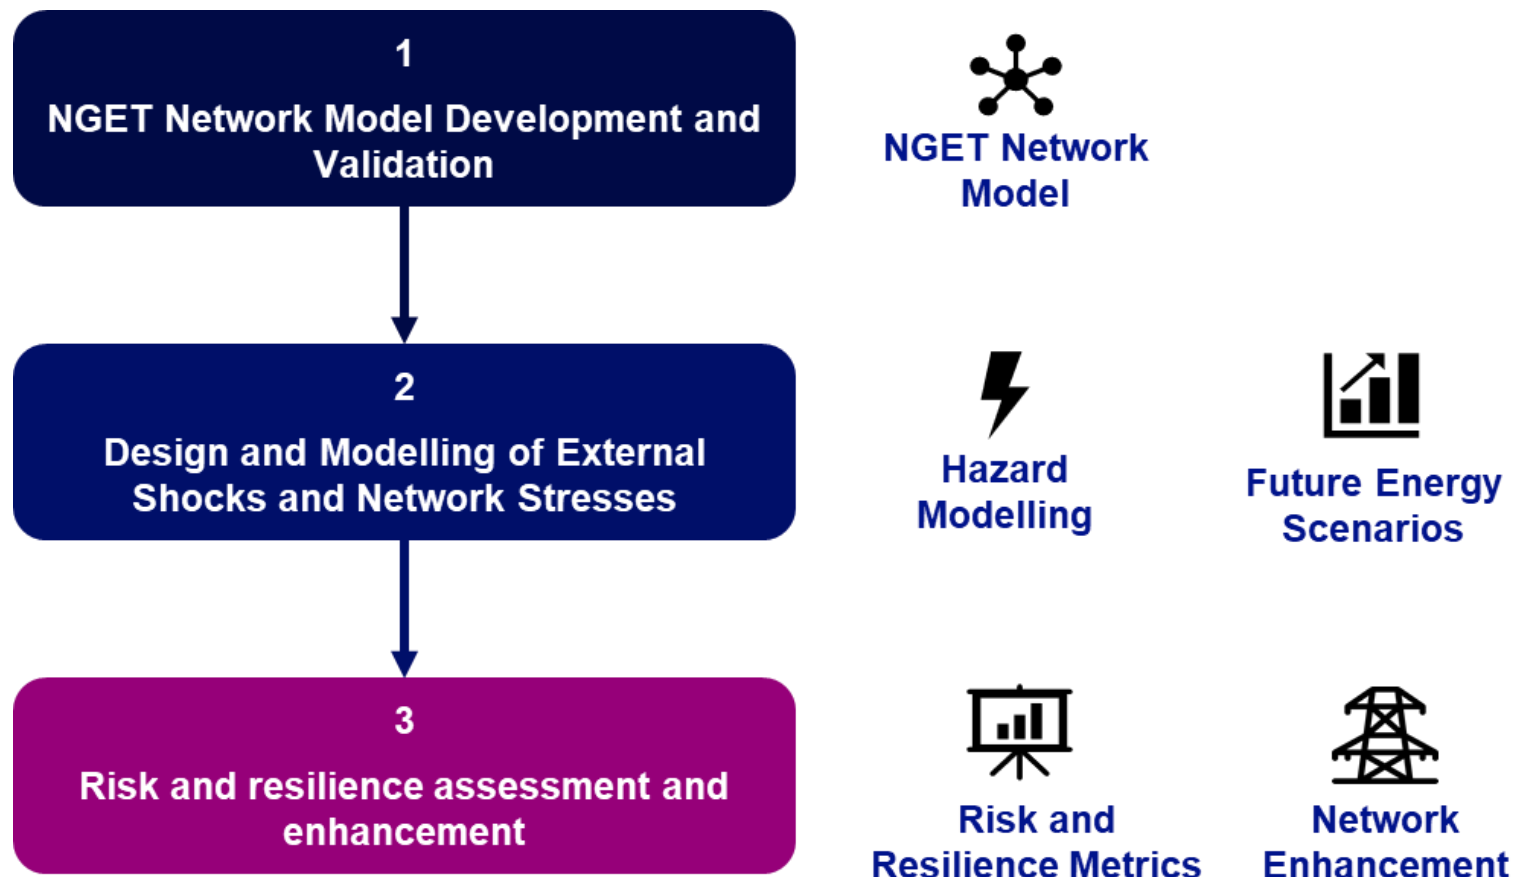 1
NGET Network Model Development and
Validation
NGET Network
Model
2
Design and Modelling of External
Shocks and Network Stresses
Hazard
Modelling
Future Energy
Scenarios
3
Risk and resilience assessment and
enhancement
Risk and
Resilience Metrics
Network
Enhancement